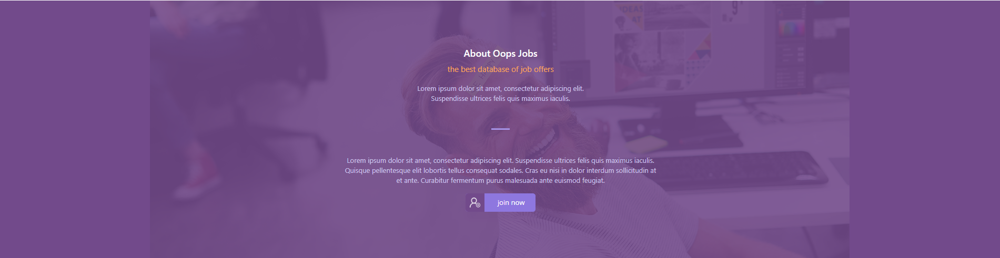 IDEAS
AT
About Oops Jobs
the best database of job offers
HAPPY
Lorem ipsum dolor sit amet, consectetur adipiscing elit.
Suspendisse ultrices felis quis maximus iaculis.
Lorem ipsum dolor sit amet, consectetur adipiscing elit. Suspendisse ultrices felis quis maximus iaculis.
Quisque pellentesque elit lobortis tellus consequat sodales. Cras eu nisi in dolor interdum sollicitudin at
et ante. Curabitur fermentum purus malesuada ante euismod feugiat.
join now